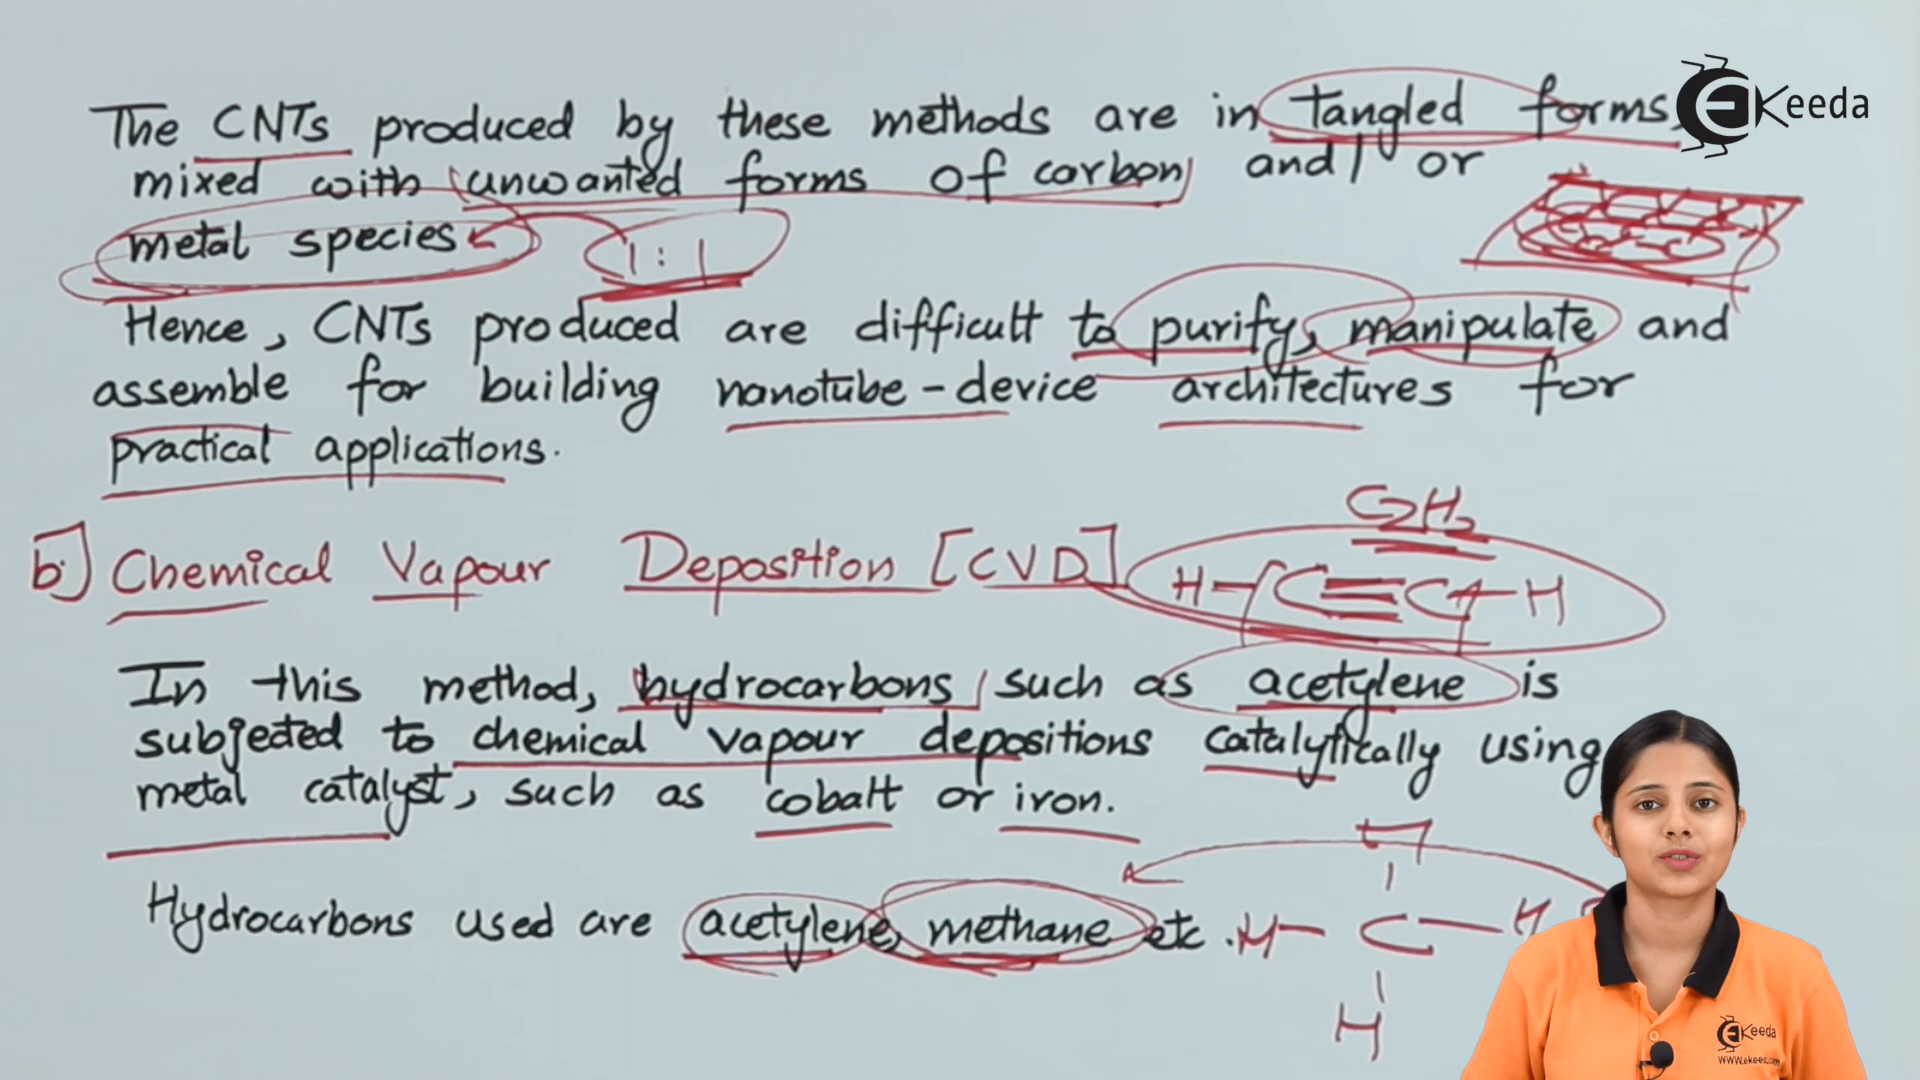 The CNTs produced by these methods are in tangled forms,
EKeeda
mixed with unwanted forms of carbon and/or
metal species
1:1
Hence, CNTs produced are difficult to purify, manipulate and
assemble for building nanotube-device architectures for
practical applications.
C2H2
b.] Chemical Vapour Deposition [CVD]
H-C≡C-H
In this method, hydrocarbons such as acetylene is
subjected to chemical vapour depositions catalytically using
metal catalyst, such as cobalt or iron.
H
Hydrocarbons used are acetylene, methane etc.
H-C-H
H
EKeeda